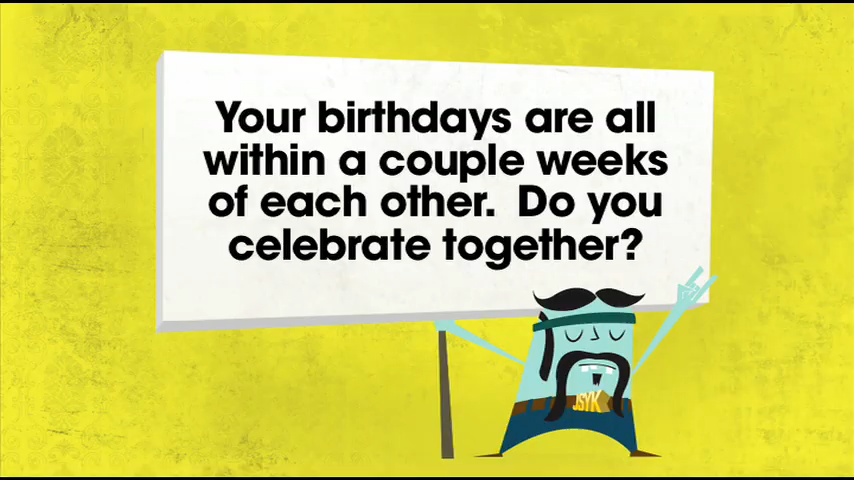 Your birthdays are all
within a couple weeks
of each other.  Do you
celebrate together?
JSYK